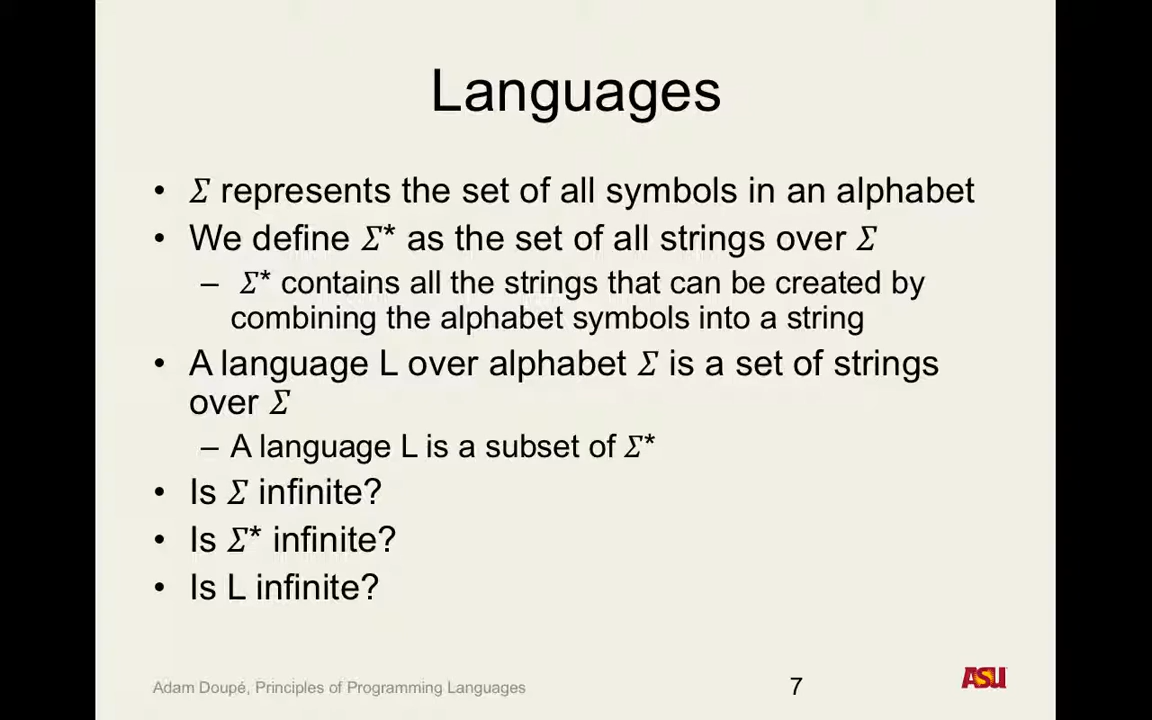 Languages
• Σ represents the set of all symbols in an alphabet
• We define Σ* as the set of all strings over Σ
– Σ* contains all the strings that can be created by
combining the alphabet symbols into a string
• A language L over alphabet Σ is a set of strings
over Σ
– A language L is a subset of Σ*
• Is Σ infinite?
• Is Σ* infinite?
• Is L infinite?
Adam Doupé, Principles of Programming Languages
7
ASU